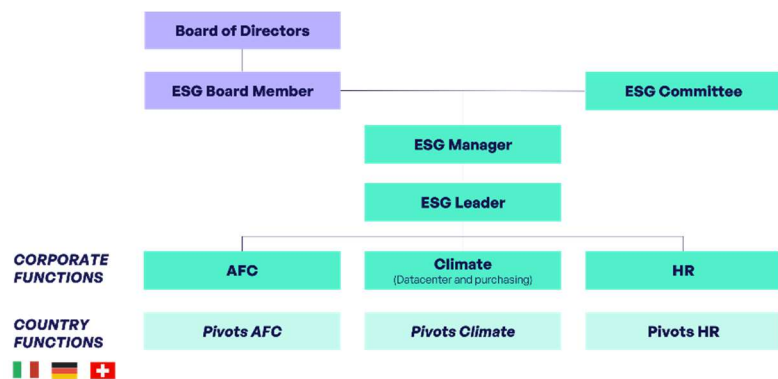 Board of Directors
ESG Board Member
ESG Committee
ESG Manager
ESG Leader
CORPORATE
FUNCTIONS
AFC
Climate
(Datacenter and purchasing)
HR
COUNTRY
FUNCTIONS
Pivots AFC
Pivots Climate
Pivots HR